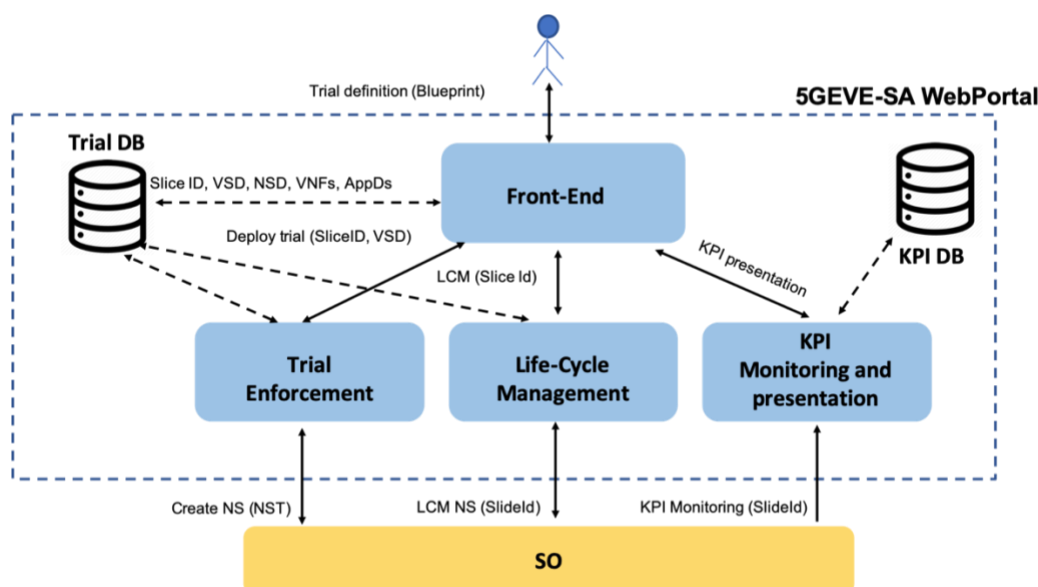 Trial definition (Blueprint)
5GEVE-SA WebPortal
Trial DB
Slice ID, VSD, NSD, VNFs, AppDs
Front-End
KPI DB
Deploy trial (SliceID, VSD)
LCM (Slice Id)
KPI presentation
Trial
Enforcement
Life-Cycle
Management
KPI
Monitoring and
presentation
Create NS (NST)
LCM NS (SlideId)
KPI Monitoring (SlideId)
SO